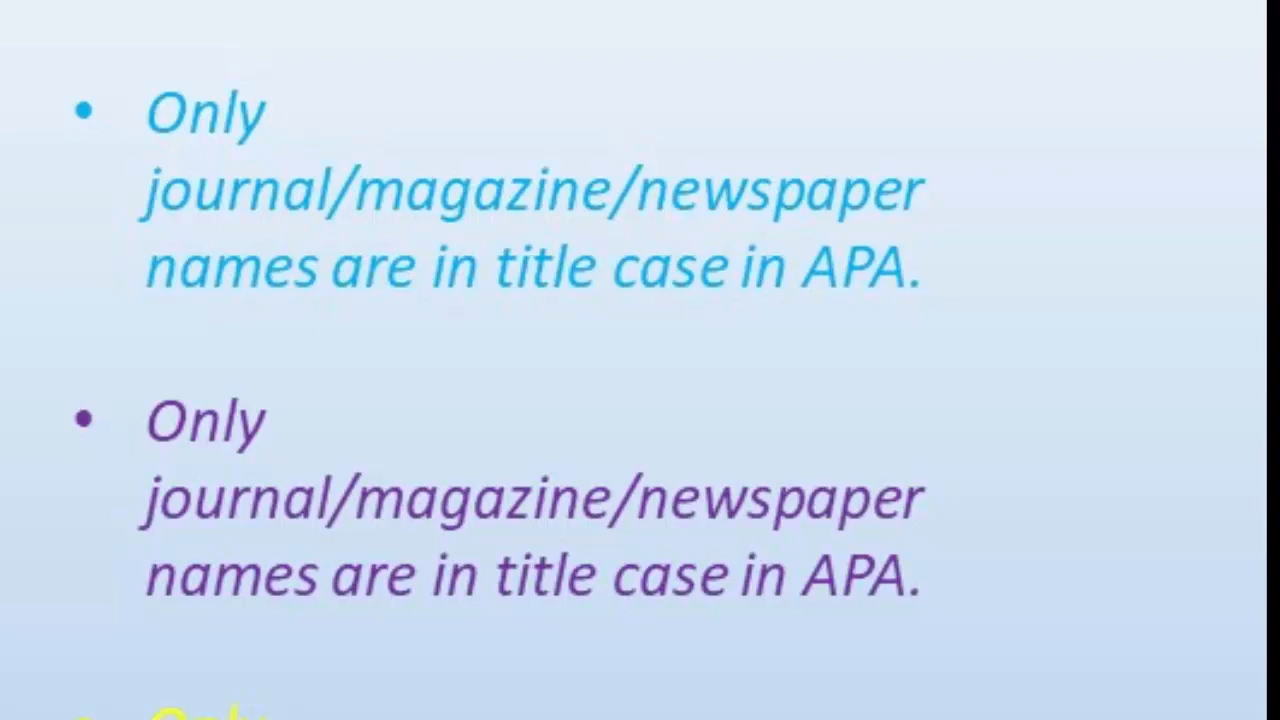 • Only
journal/magazine/newspaper
names are in title case in APA.
• Only
journal/magazine/newspaper
names are in title case in APA.
• Only